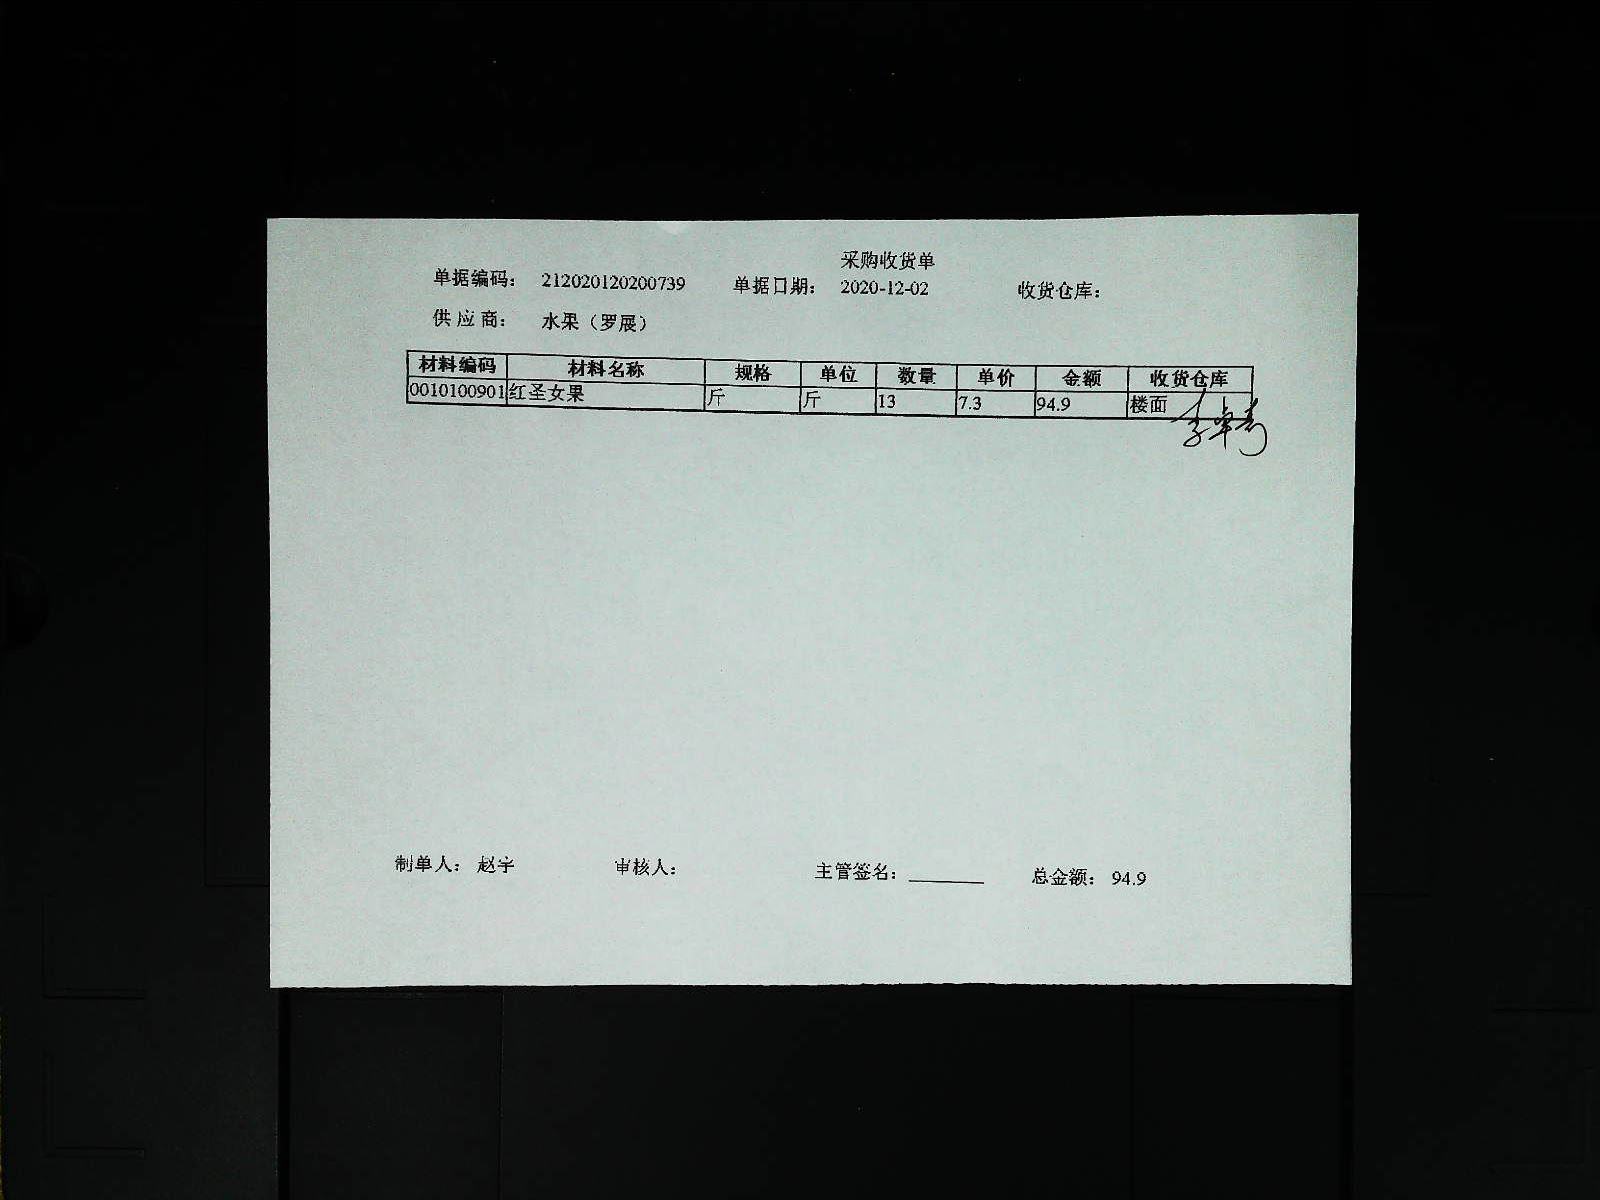 采购收货单
单据编码： 212020120200739 单据日期： 2020-12-02 收货仓库：
供应商： 水果（罗展）
材料编码 材料名称 规格 单位 数量 单价 金额 收货仓库
0010100901 红圣女果 斤 斤 13 7.3 94.9 楼面
制单人： 赵宇 审核人： 主管签名： 总金额： 94.9